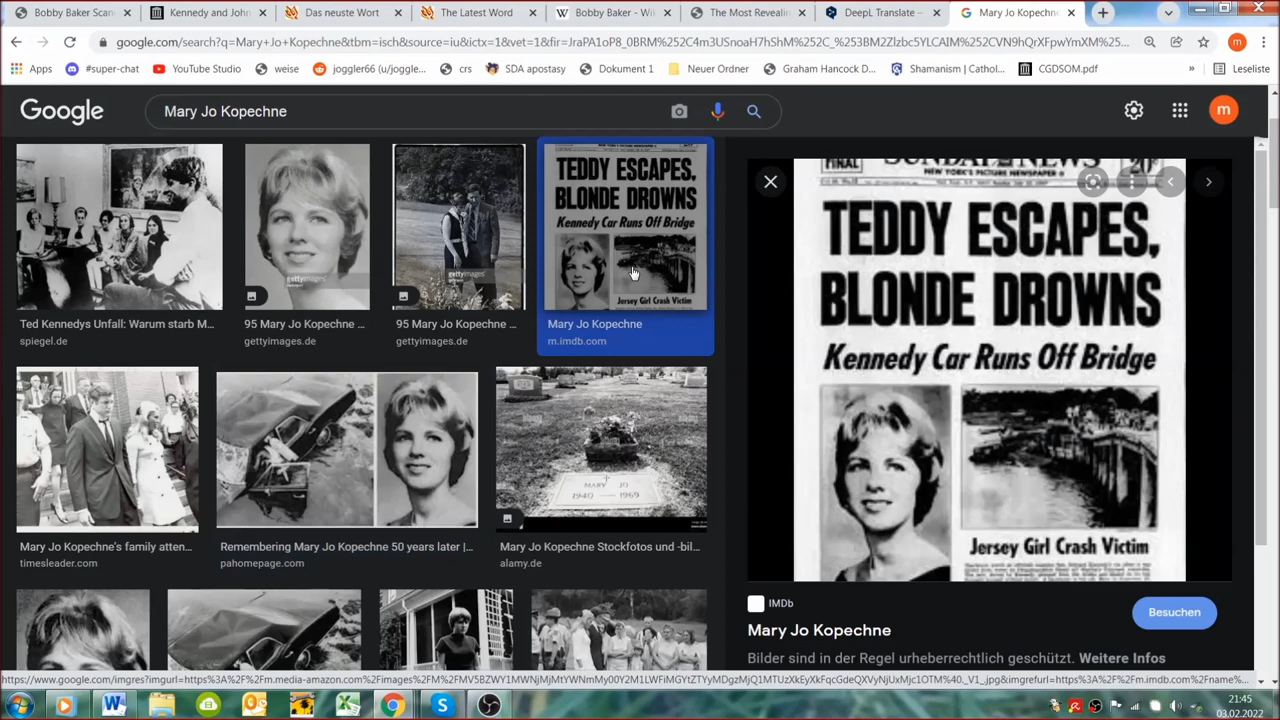 Bobby Baker Scan
Kennedy and John
Das neuste Wort
The Latest Word
Bobby Baker - Wi
The Most Reveali
DeepL Translate –
Mary Jo Kopechn
google.com/search?q=Mary+Jo+Kopechne&tbm=isch&source=iu&ictx=1&vet=1&fir=JraPA1oP8_0BRM%252C4m3USnoaH7hShM%252C_%253BM2Zlzbc5YLCAIM%252CVN9hQrXFpwYmXM%25...
m
Apps
#super-chat
YouTube Studio
weise
joggler66 (u/joggle...
crs
SDA apostasy
Dokument 1
Neuer Ordner
Graham Hancock D...
Shamanism | Cathol...
CGDSOM.pdf
»
Leseliste
Google
Mary Jo Kopechne
m
gettyimages
gettyimages
NEW YORK'S PICTURE NEWSPAPER
TEDDY ESCAPES,
BLONDE DROWNS
Kennedy Car Runs Off Bridge
Jersey Girl Crash Victim
Ted Kennedys Unfall: Warum starb M...
spiegel.de
95 Mary Jo Kopechne ...
gettyimages.de
95 Mary Jo Kopechne ...
gettyimages.de
Mary Jo Kopechne
m.imdb.com
MARY JO
1940 — 1969
Mary Jo Kopechne's family atten...
timesleader.com
Remembering Mary Jo Kopechne 50 years later |...
pahomepage.com
Mary Jo Kopechne Stockfotos und -bil...
alamy.de
FINAL
SUNDAY NEWS
20¢
NEW YORK'S PICTURE NEWSPAPER
TEDDY ESCAPES,
BLONDE DROWNS
Kennedy Car Runs Off Bridge
Jersey Girl Crash Victim
IMDb
Mary Jo Kopechne
Besuchen
Bilder sind in der Regel urheberrechtlich geschützt. Weitere Infos
21:45
03.02.2022